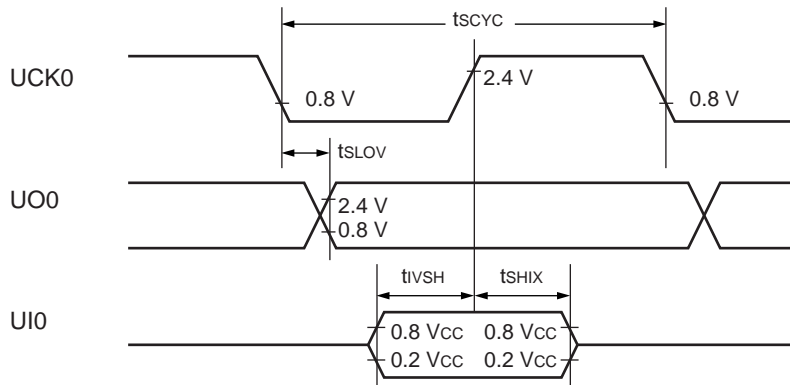 tSCYC
UCK0
2.4 V
0.8 V
0.8 V
tSLOV
UO0
2.4 V
0.8 V
tIVSH
tSHIX
UI0
0.8 VCC
0.8 VCC
0.2 VCC
0.2 VCC